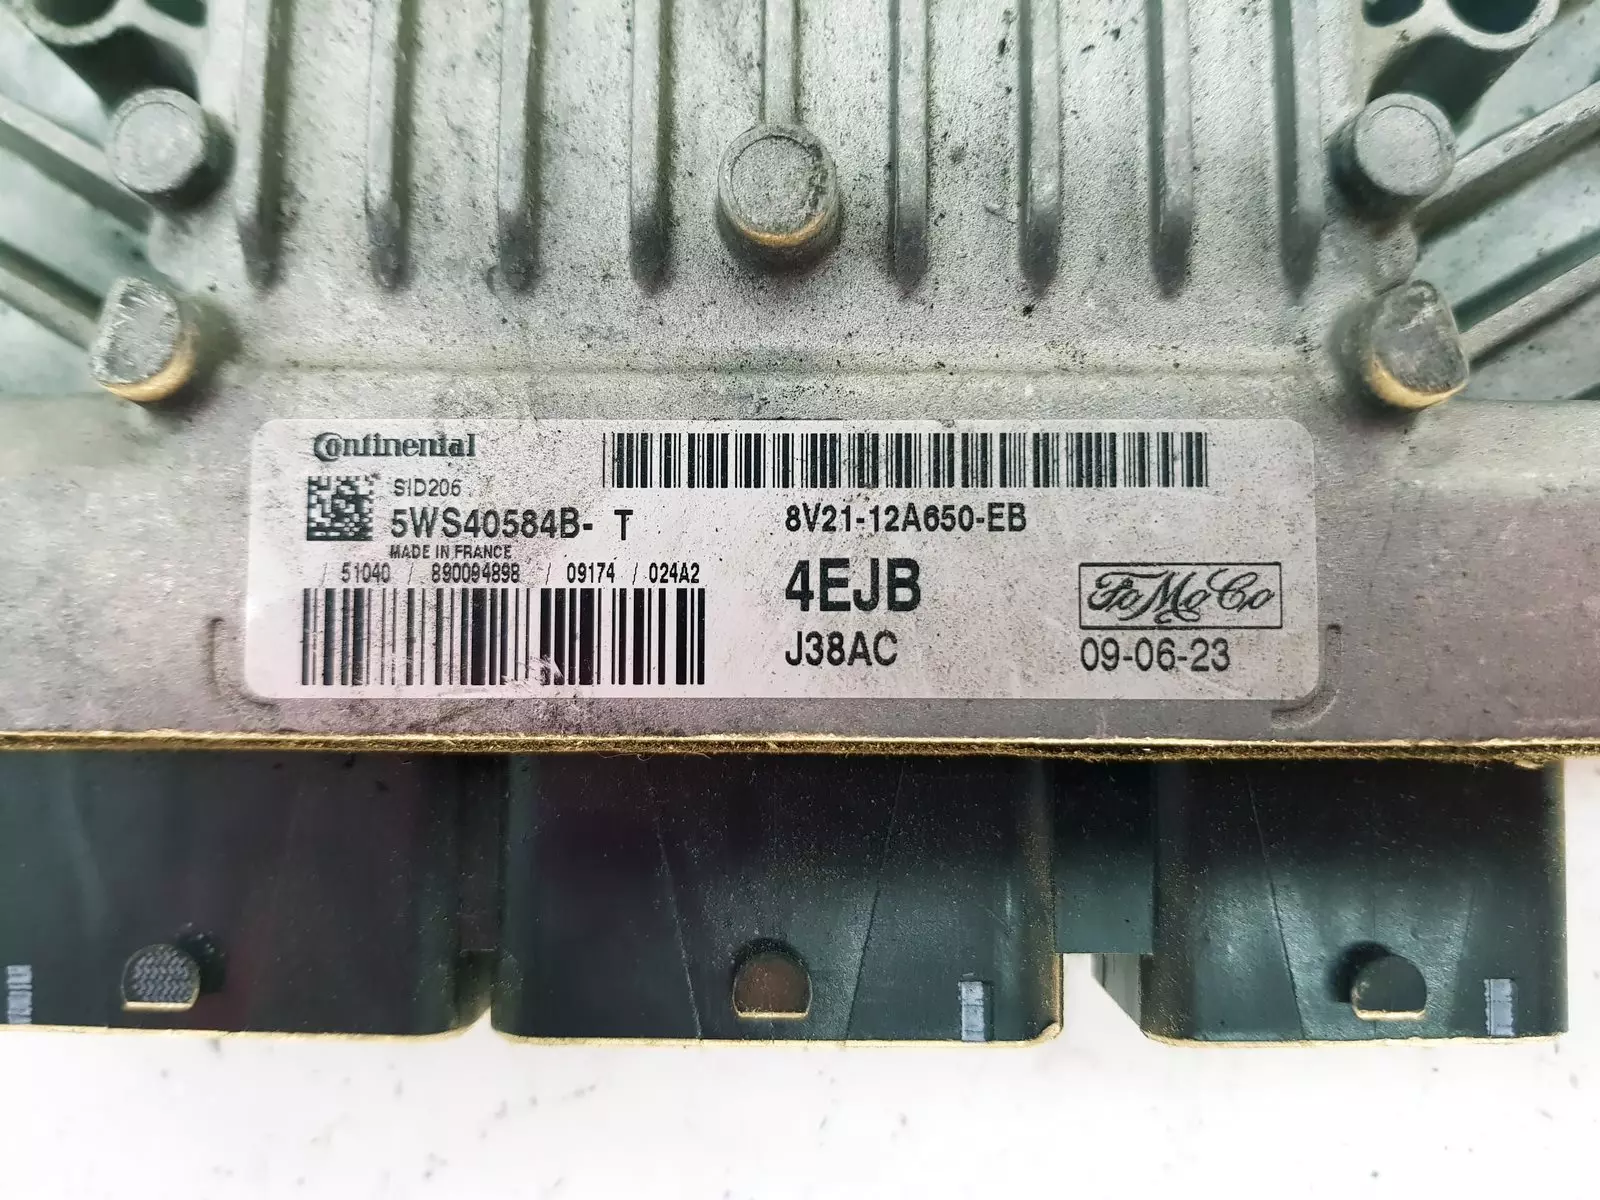 Continental
SID206
5WS40584B- T
MADE IN FRANCE
/ 51040 / 890094898 / 09174 / 024A2
8V21-12A650-EB
4EJB
J38AC
FoMoCo
09-06-23